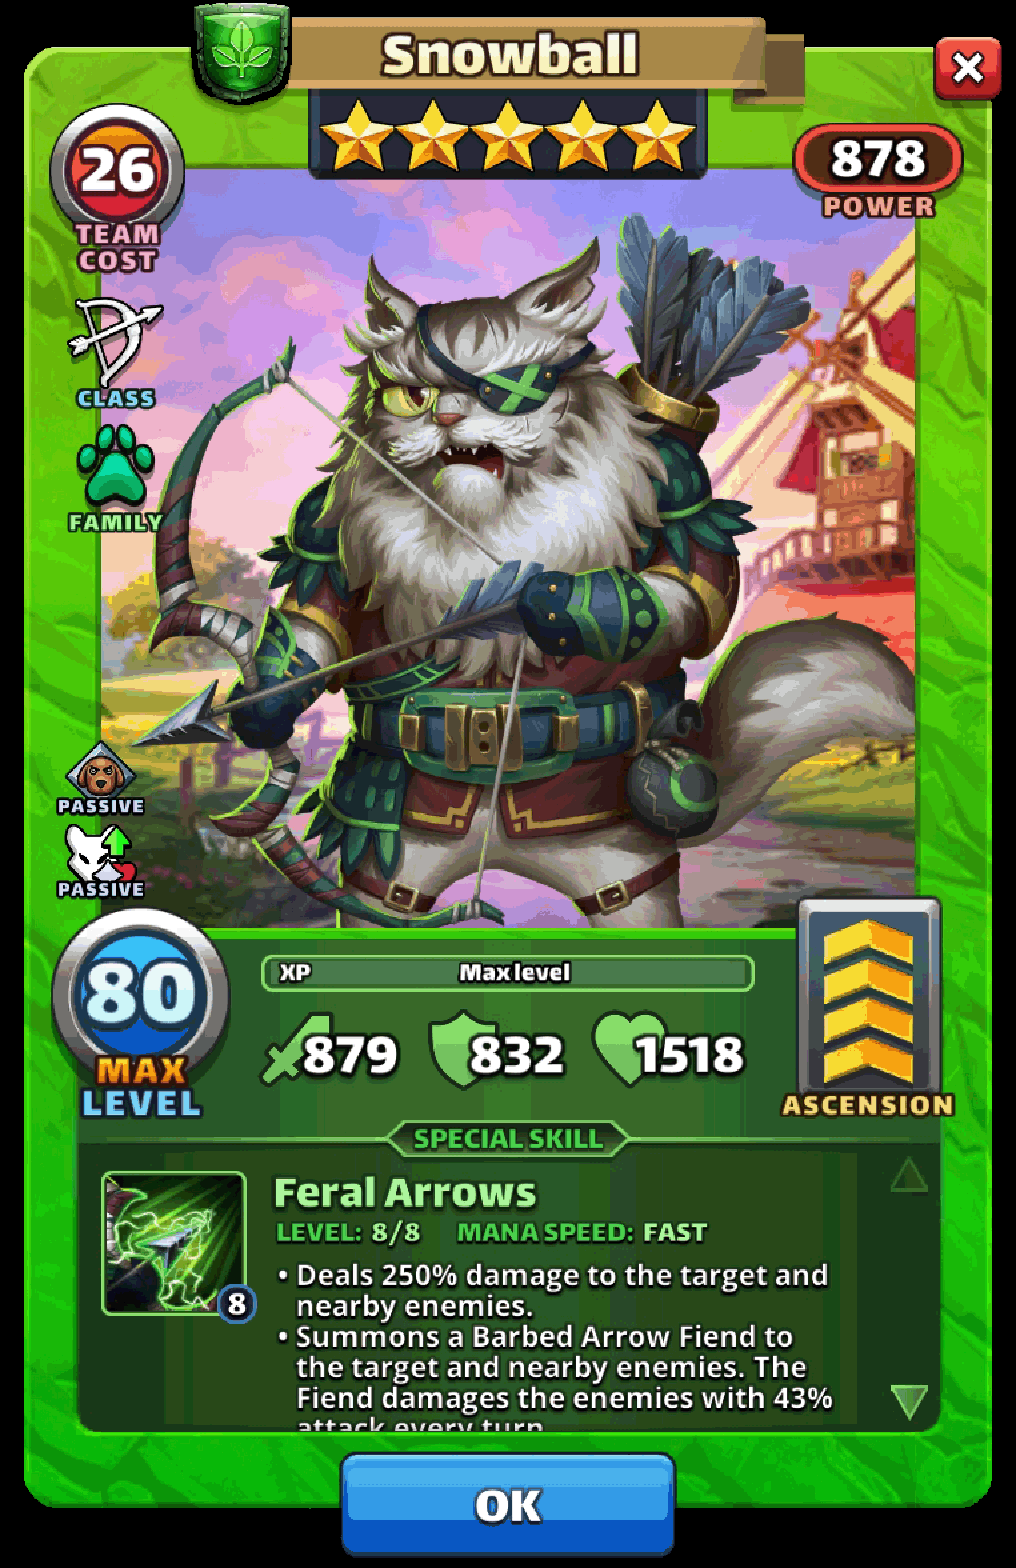 Snowball
26
TEAM
COST
878
POWER
CLASS
FAMILY
PASSIVE
PASSIVE
80
MAX
LEVEL
XP Max level
879 832 1518
ASCENSION
SPECIAL SKILL
Feral Arrows
LEVEL: 8/8 MANA SPEED: FAST
8
• Deals 250% damage to the target and
nearby enemies.
• Summons a Barbed Arrow Fiend to
the target and nearby enemies. The
Fiend damages the enemies with 43%
attack every turn
OK